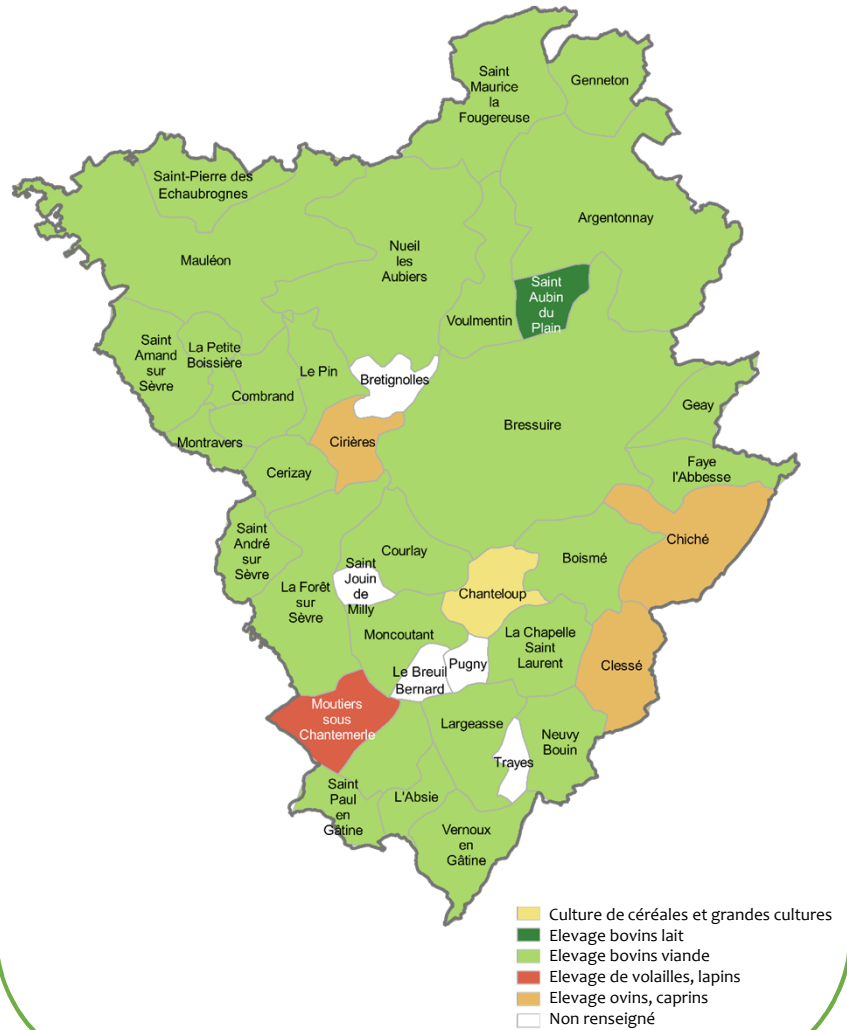 Saint
Maurice
la
Fougereuse
Genneton
Saint-Pierre des
Echaubrognes
Argentonnay
Mauléon
Nueil
les
Aubiers
Saint
Aubin
du
Plain
Voulmentin
Saint
Amand
sur
Sèvre
La Petite
Boissière
Le Pin
Bretignolles
Combrand
Geay
Bressuire
Montravers
Cirières
Cerizay
Faye
l'Abbesse
Saint
André
sur
Sèvre
Chiché
Courlay
Boismé
Saint
Jouin
de
Milly
La Forêt
sur
Sèvre
Chanteloup
Moncoutant
La Chapelle
Saint
Laurent
Clessé
Le Breuil
Bernard
Pugny
Moutiers
sous
Chantemerle
Largeasse
Neuvy
Bouin
Trayes
Saint
Paul
en
Gâtine
L'Absie
Vernoux
en
Gâtine
Culture de céréales et grandes cultures
Elevage bovins lait
Elevage bovins viande
Elevage de volailles, lapins
Elevage ovins, caprins
Non renseigné